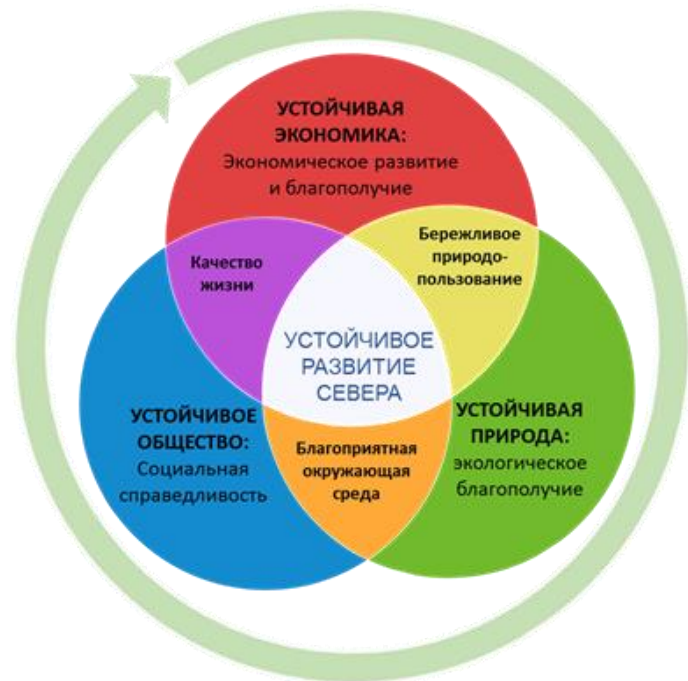 УСТОЙЧИВАЯ
ЭКОНОМИКА:
Экономическое развитие
и благополучие
Качество
жизни
Бережливое
природо-
пользование
УСТОЙЧИВОЕ
РАЗВИТИЕ
СЕВЕРА
УСТОЙЧИВОЕ
ОБЩЕСТВО:
Социальная
справедливость
Благоприятная
окружающая
среда
УСТОЙЧИВАЯ
ПРИРОДА:
экологическое
благополучие